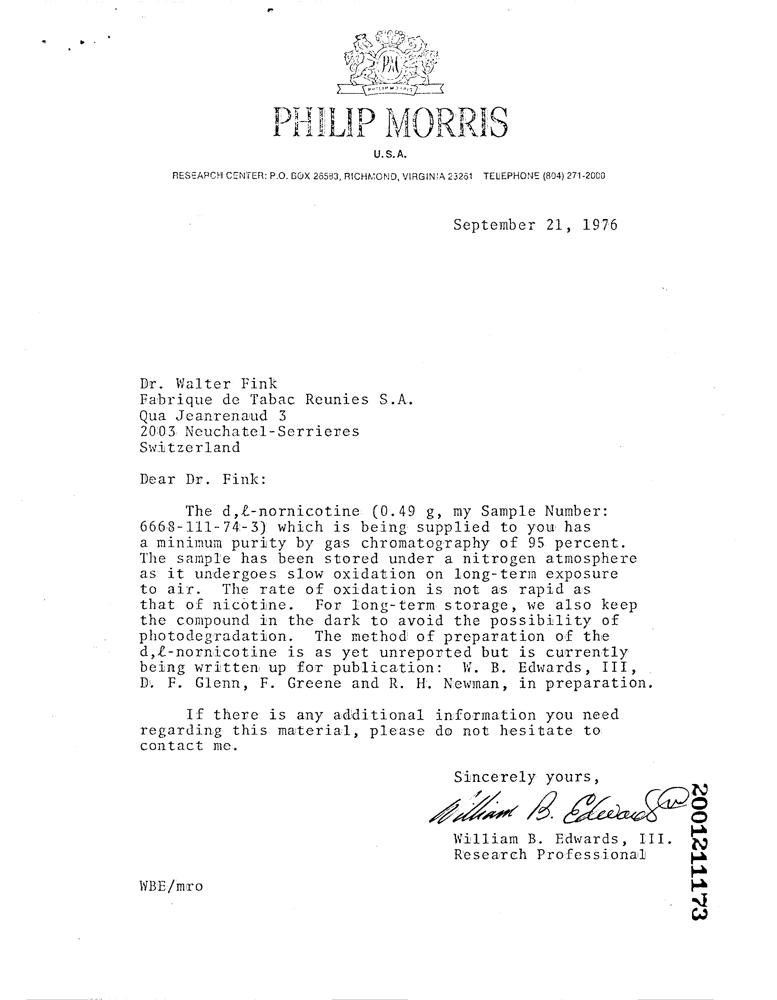 PM
PHILIP MORRIS
PHILIP MORRIS
U.S.A.
RESEARCH CENTER: P.O. BOX 26583, RICHMOND, VIRGINIA 23261 TELEPHONE (804) 271-2000
September 21, 1976
Dr. Walter Fink
Fabrique de Tabac Reunies S.A.
Qua Jeanrenaud 3
2003 Neuchatel-Serrieres
Switzerland
Dear Dr. Fink:
The d,ℓ-nornicotine (0.49 g, my Sample Number:
6668-111-74-3) which is being supplied to you has
a minimum purity by gas chromatography of 95 percent.
The sample has been stored under a nitrogen atmosphere
as it undergoes slow oxidation on long-term exposure
to air. The rate of oxidation is not as rapid as
that of nicotine. For long-term storage, we also keep
the compound in the dark to avoid the possibility of
photodegradation. The method of preparation of the
d,ℓ-nornicotine is as yet unreported but is currently
being written up for publication: W. B. Edwards, III,
D. F. Glenn, F. Greene and R. H. Newman, in preparation.
If there is any additional information you need
regarding this material, please do not hesitate to
contact me.
Sincerely yours,
William B. Edwards III
William B. Edwards, III.
Research Professional
WBE/mro
2001211173